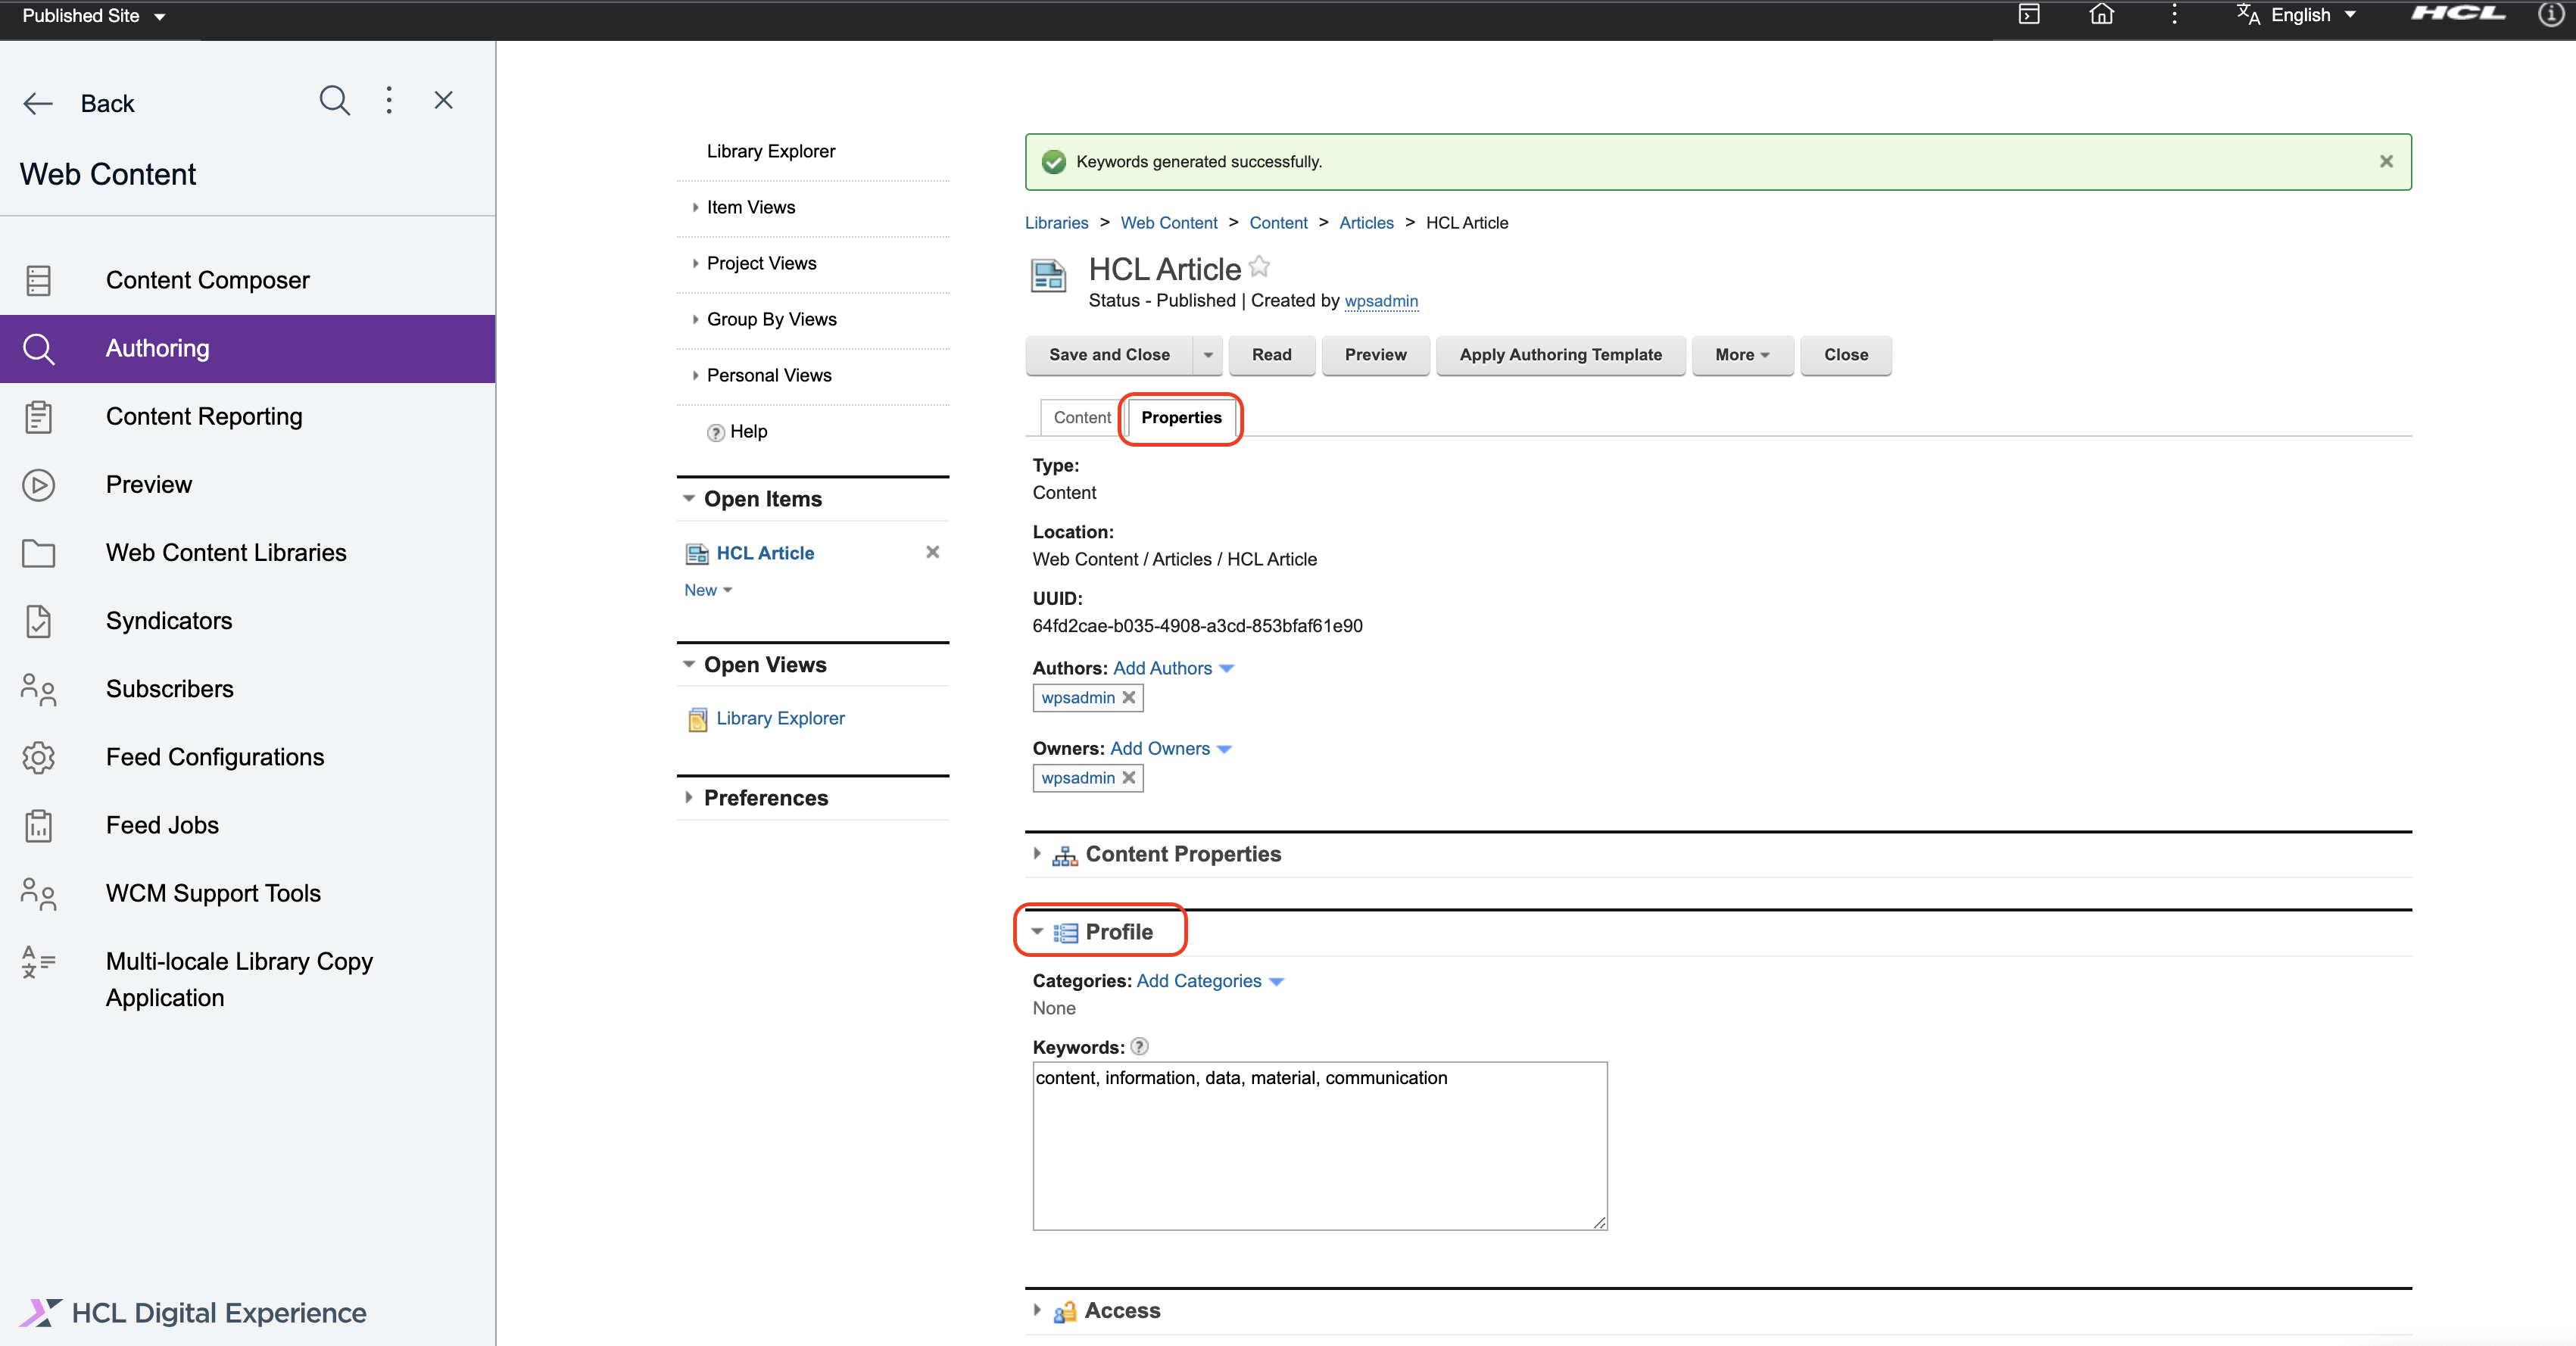 Published Site
English
HCL
Back
Web Content
Content Composer
Authoring
Content Reporting
Preview
Web Content Libraries
Syndicators
Subscribers
Feed Configurations
Feed Jobs
WCM Support Tools
Multi-locale Library Copy
Application
HCL Digital Experience
Library Explorer
Item Views
Project Views
Group By Views
Personal Views
Help
Open Items
HCL Article
New
Open Views
Library Explorer
Preferences
Keywords generated successfully.
Libraries > Web Content > Content > Articles > HCL Article
HCL Article
Status - Published | Created by wpsadmin
Save and Close Read Preview Apply Authoring Template More Close
Content Properties
Type:
Content
Location:
Web Content / Articles / HCL Article
UUID:
64fd2cae-b035-4908-a3cd-853bfaf61e90
Authors: Add Authors
wpsadmin
Owners: Add Owners
wpsadmin
Content Properties
Profile
Categories: Add Categories
None
Keywords:
content, information, data, material, communication
Access